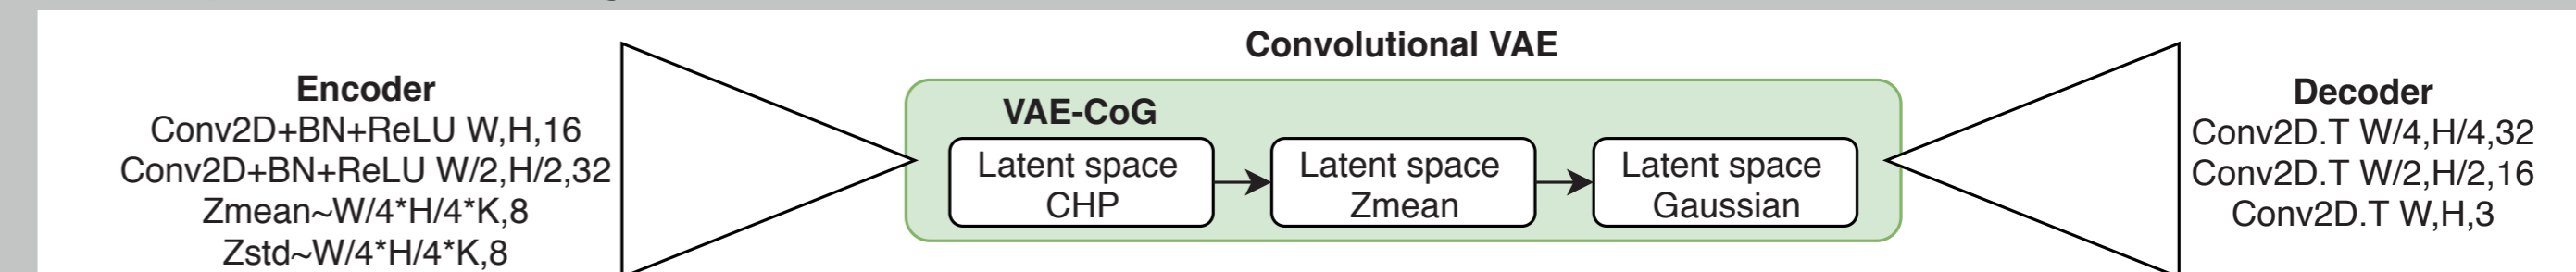 Convolutional VAE
Encoder
Conv2D+BN+ReLU W,H,16
Conv2D+BN+ReLU W/2,H/2,32
Zmean~W/4*H/4*K,8
Zstd~W/4*H/4*K,8
VAE-CoG
Latent space
CHP
Latent space
Zmean
Latent space
Gaussian
Decoder
Conv2D.T W/4,H/4,32
Conv2D.T W/2,H/2,16
Conv2D.T W,H,3